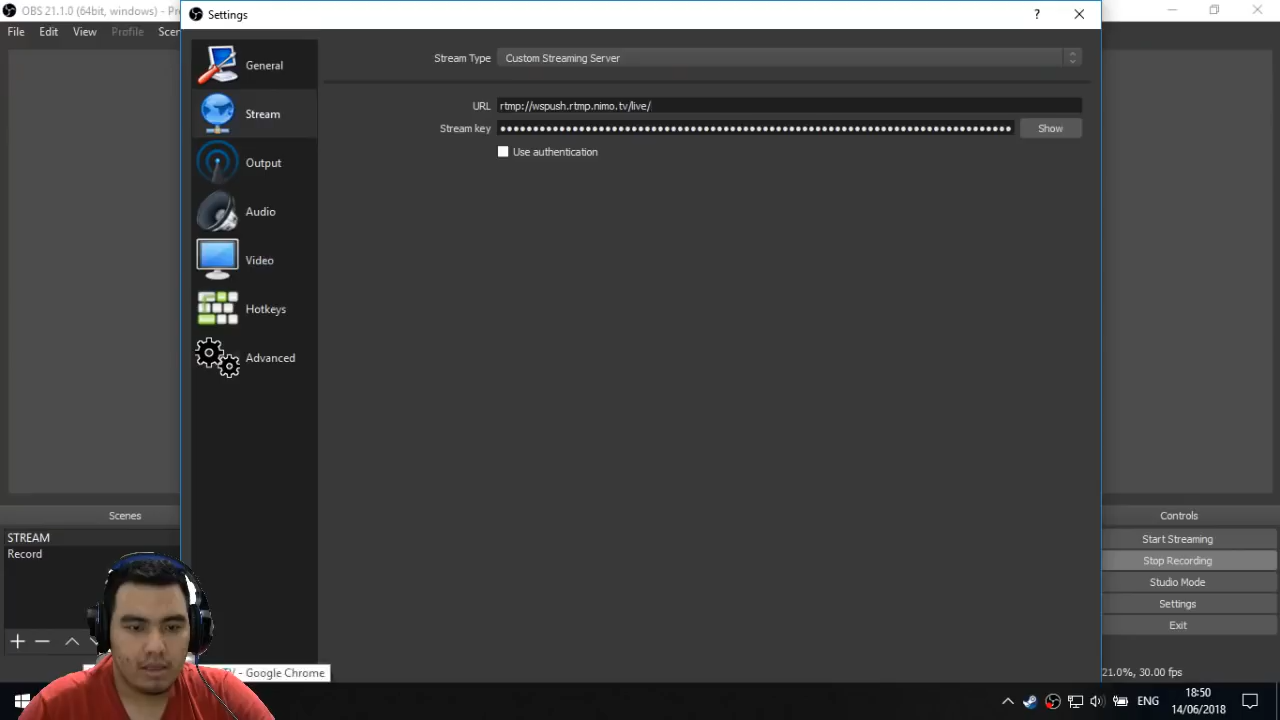 OBS 21.1.0 (64bit, windows) - Pr
Settings
?
File Edit View Profile Scen
General
Stream
Output
Audio
Video
Hotkeys
Advanced
Stream Type Custom Streaming Server
URL rtmp://wspush.rtmp.nimo.tv/live/
Stream key ●●●●●●●●●●●●●●●●●●●●●●●●●●●●●●●●●●●●●●●●●●●●●●●●●●●●●●●●●●●●●●●●●●●●●●●●●●●●●● Show
Use authentication
Scenes
STREAM
Record
Controls
Start Streaming
Stop Recording
Studio Mode
Settings
Exit
TV - Google Chrome
21.0%, 30.00 fps
ENG
18:50
14/06/2018